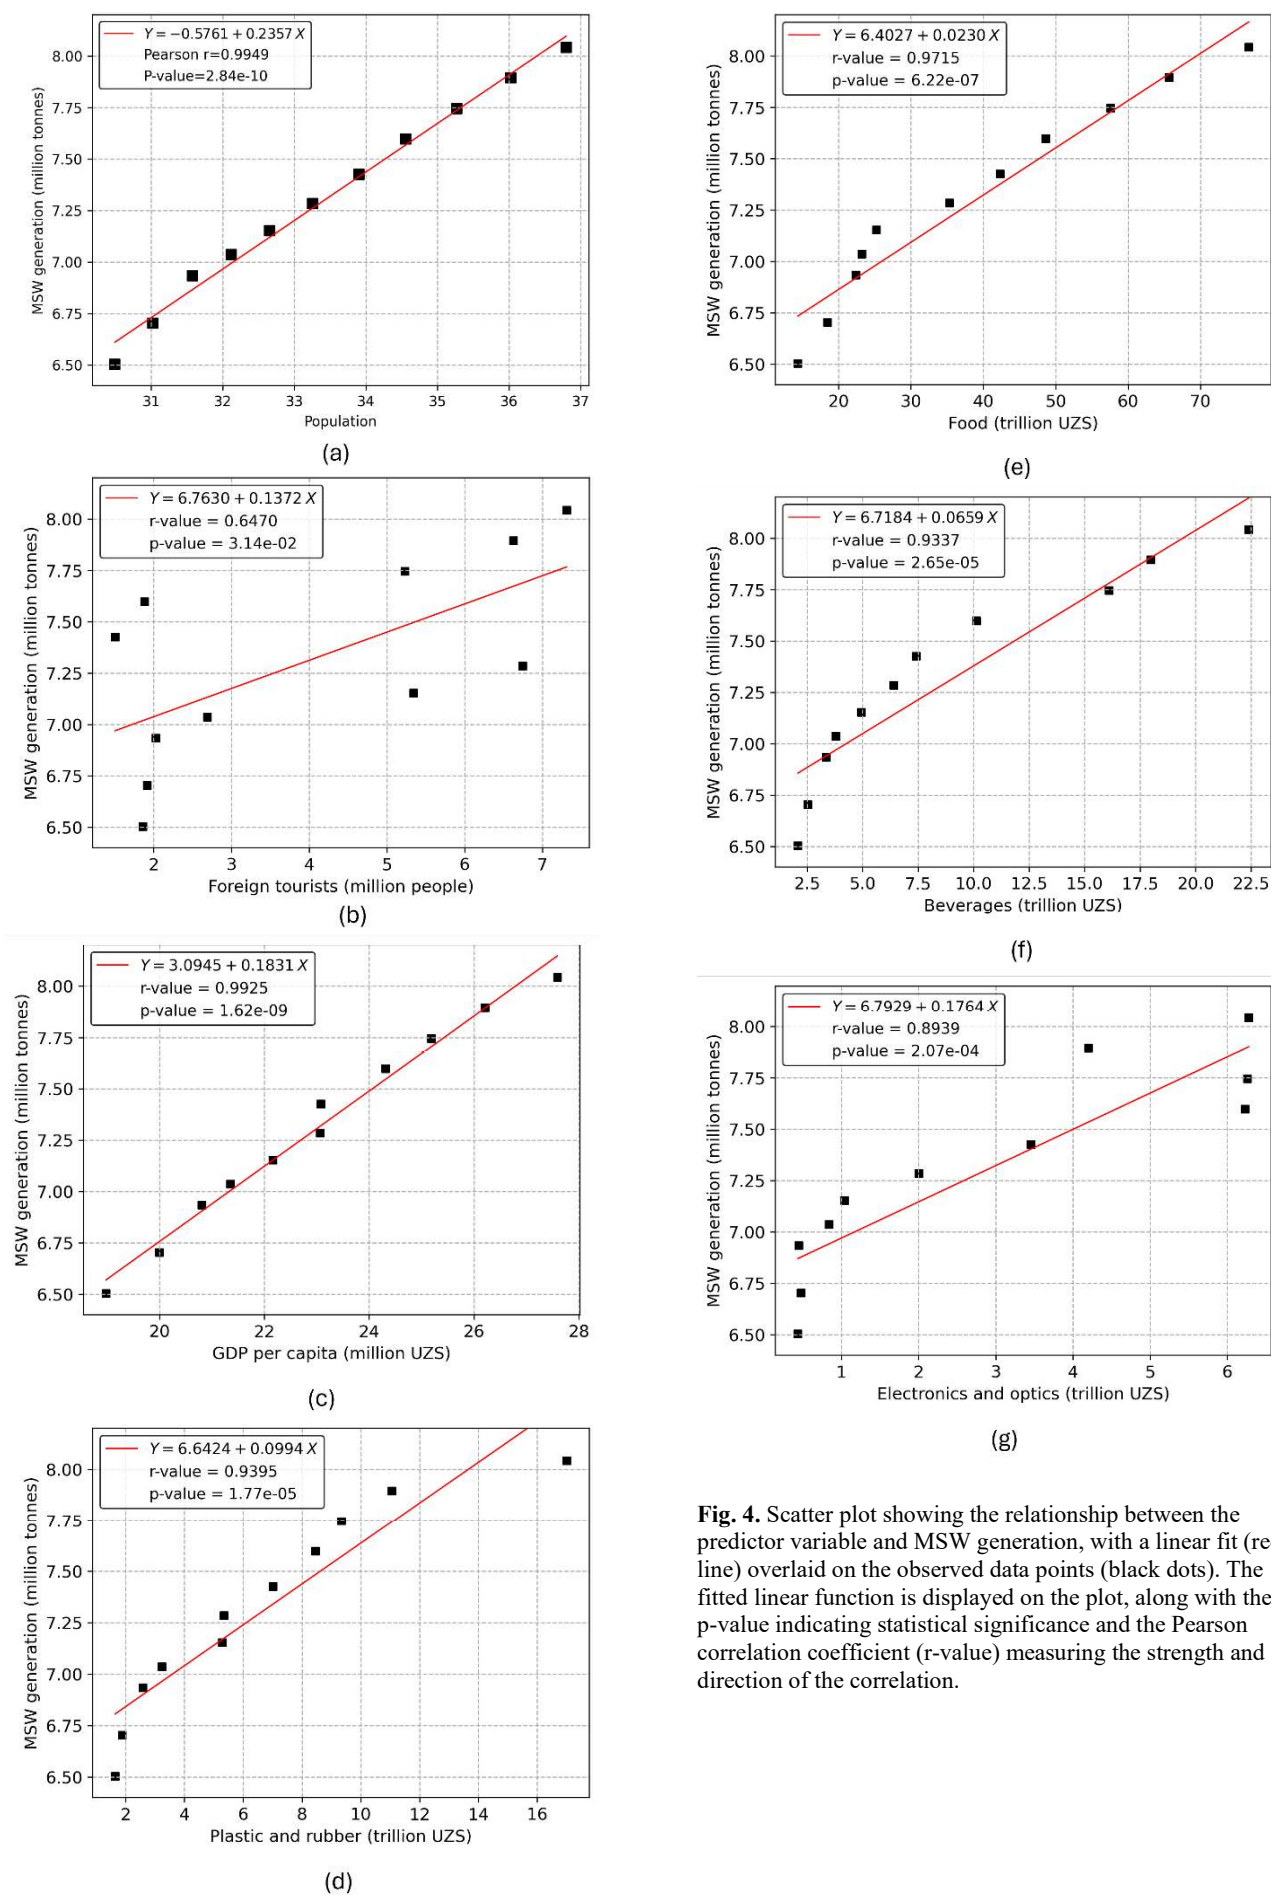 Y = −0.5761 + 0.2357 X
Pearson r=0.9949
P-value=2.84e-10
MSW generation (million tonnes)
8.00
7.75
7.50
7.25
7.00
6.75
6.50
31 32 33 34 35 36 37
Population
(a)
Y = 6.7630 + 0.1372 X
r-value = 0.6470
p-value = 3.14e-02
MSW generation (million tonnes)
8.00
7.75
7.50
7.25
7.00
6.75
6.50
2 3 4 5 6 7
Foreign tourists (million people)
(b)
Y = 3.0945 + 0.1831 X
r-value = 0.9925
p-value = 1.62e-09
MSW generation (million tonnes)
8.00
7.75
7.50
7.25
7.00
6.75
6.50
20 22 24 26 28
GDP per capita (million UZS)
(c)
Y = 6.6424 + 0.0994 X
r-value = 0.9395
p-value = 1.77e-05
MSW generation (million tonnes)
8.00
7.75
7.50
7.25
7.00
6.75
6.50
2 4 6 8 10 12 14 16
Plastic and rubber (trillion UZS)
(d)
Y = 6.4027 + 0.0230 X
r-value = 0.9715
p-value = 6.22e-07
MSW generation (million tonnes)
8.00
7.75
7.50
7.25
7.00
6.75
6.50
20 30 40 50 60 70
Food (trillion UZS)
(e)
Y = 6.7184 + 0.0659 X
r-value = 0.9337
p-value = 2.65e-05
MSW generation (million tonnes)
8.00
7.75
7.50
7.25
7.00
6.75
6.50
2.5 5.0 7.5 10.0 12.5 15.0 17.5 20.0 22.5
Beverages (trillion UZS)
(f)
Y = 6.7929 + 0.1764 X
r-value = 0.8939
p-value = 2.07e-04
MSW generation (million tonnes)
8.00
7.75
7.50
7.25
7.00
6.75
6.50
1 2 3 4 5 6
Electronics and optics (trillion UZS)
(g)
Fig. 4. Scatter plot showing the relationship between the
predictor variable and MSW generation, with a linear fit (re
line) overlaid on the observed data points (black dots). The
fitted linear function is displayed on the plot, along with the
p-value indicating statistical significance and the Pearson
correlation coefficient (r-value) measuring the strength and
direction of the correlation.